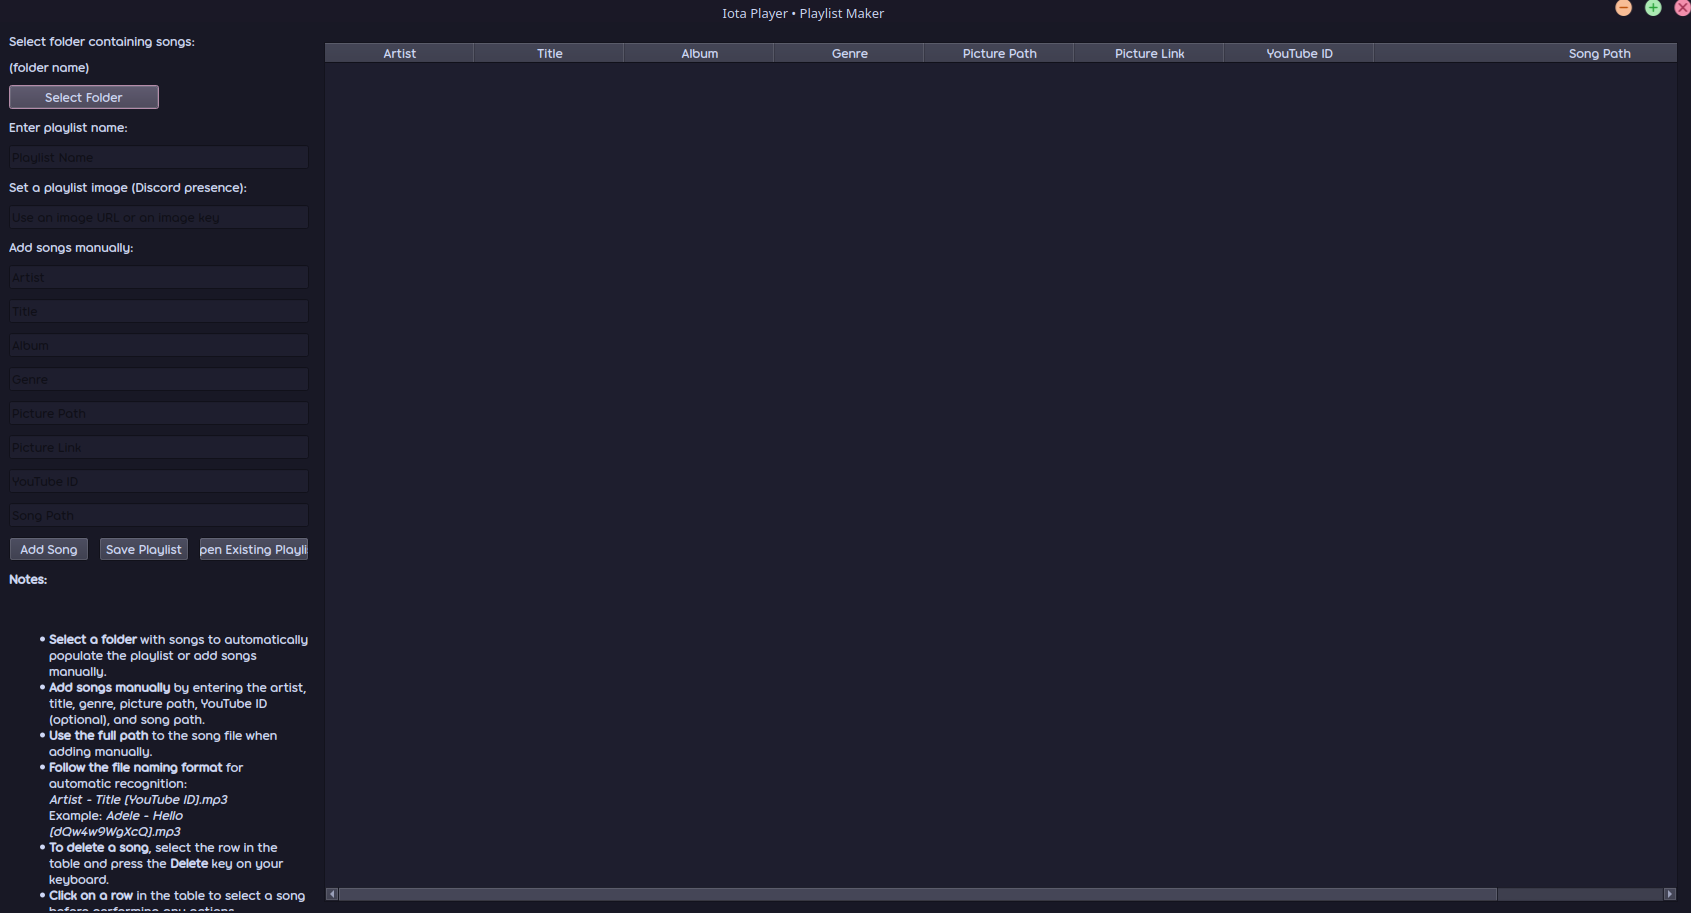 Iota Player • Playlist Maker
Select folder containing songs:
(folder name)
Select Folder
Enter playlist name:
Playlist Name
Set a playlist image (Discord presence):
Use an image URL or an image key
Add songs manually:
Artist
Title
Album
Genre
Picture Path
Picture Link
YouTube ID
Song Path
Add Song Save Playlist pen Existing Playli
Notes:
• Select a folder with songs to automatically
populate the playlist or add songs
manually.
• Add songs manually by entering the artist,
title, genre, picture path, YouTube ID
(optional), and song path.
• Use the full path to the song file when
adding manually.
• Follow the file naming format for
automatic recognition:
Artist - Title [YouTube ID].mp3
Example: Adele - Hello
[dQw4w9WgXcQ].mp3
• To delete a song, select the row in the
table and press the Delete key on your
keyboard.
• Click on a row in the table to select a song
before performing any actions.
Artist Title Album Genre Picture Path Picture Link YouTube ID Song Path